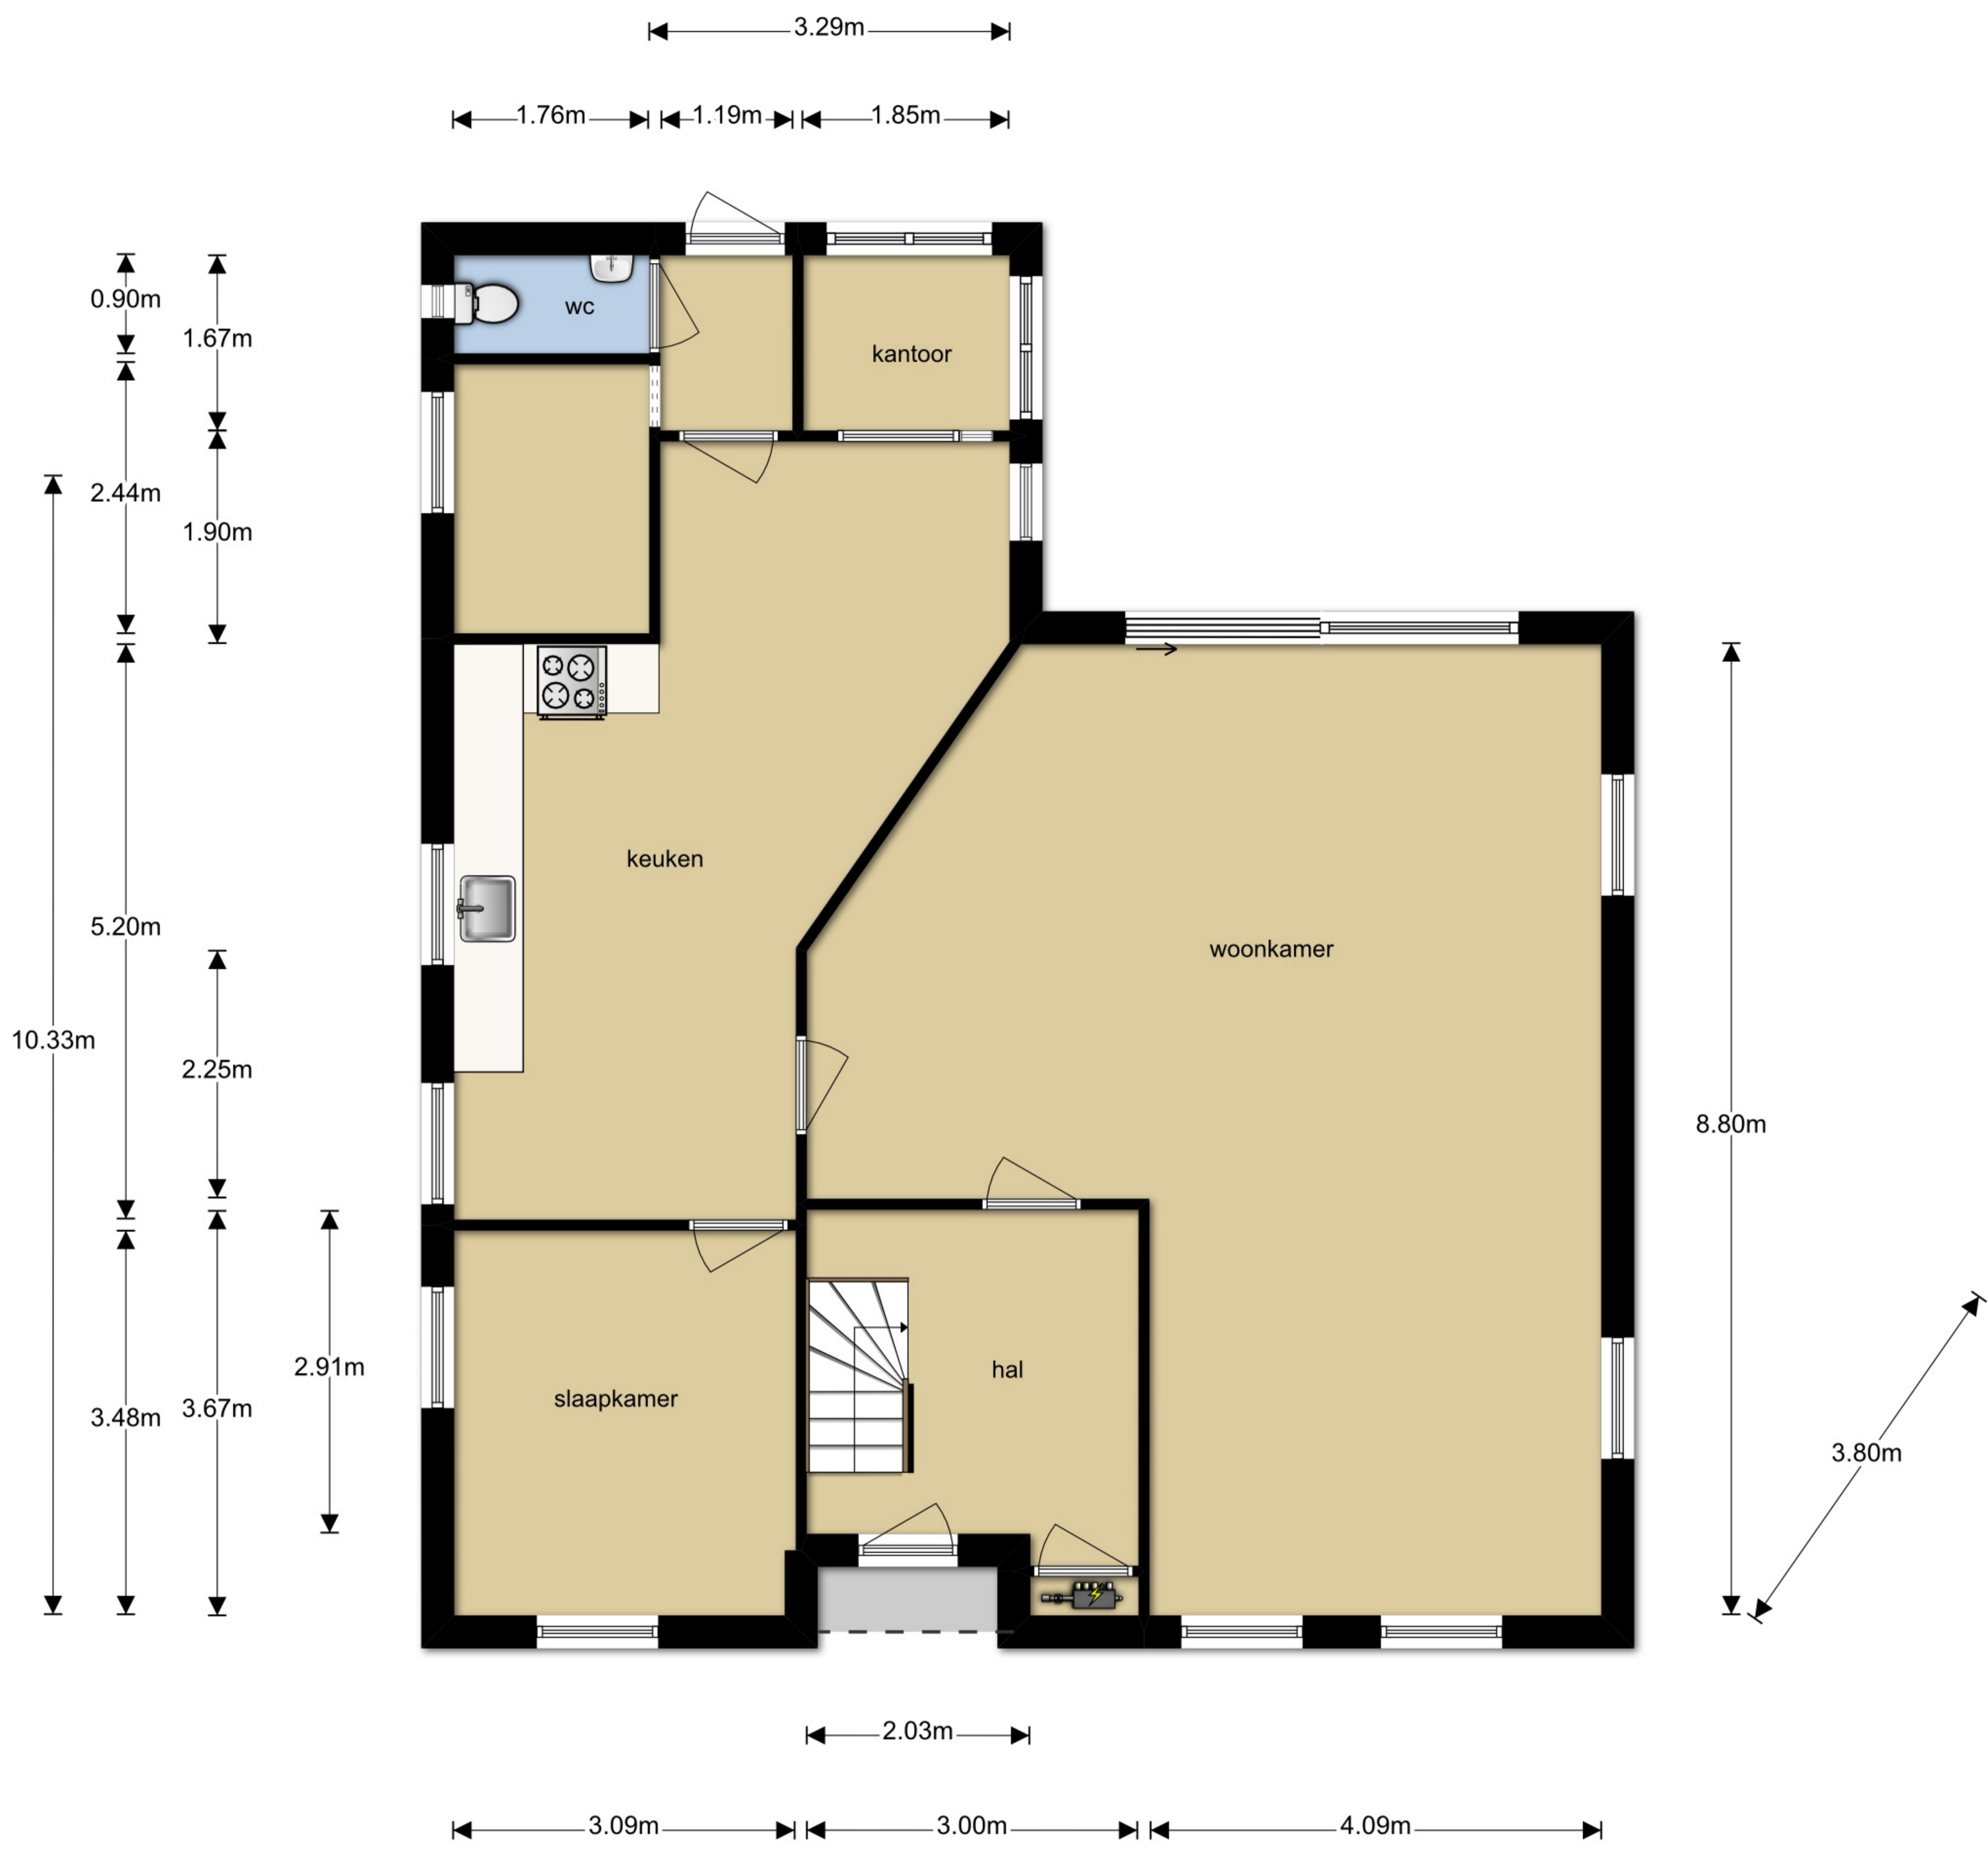 3.29m
1.76m
1.19m
1.85m
0.90m
wc
1.67m
kantoor
2.44m
1.90m
keuken
5.20m
woonkamer
10.33m
2.25m
8.80m
2.91m
hal
slaapkamer
3.48m
3.67m
3.80m
2.03m
3.09m
3.00m
4.09m